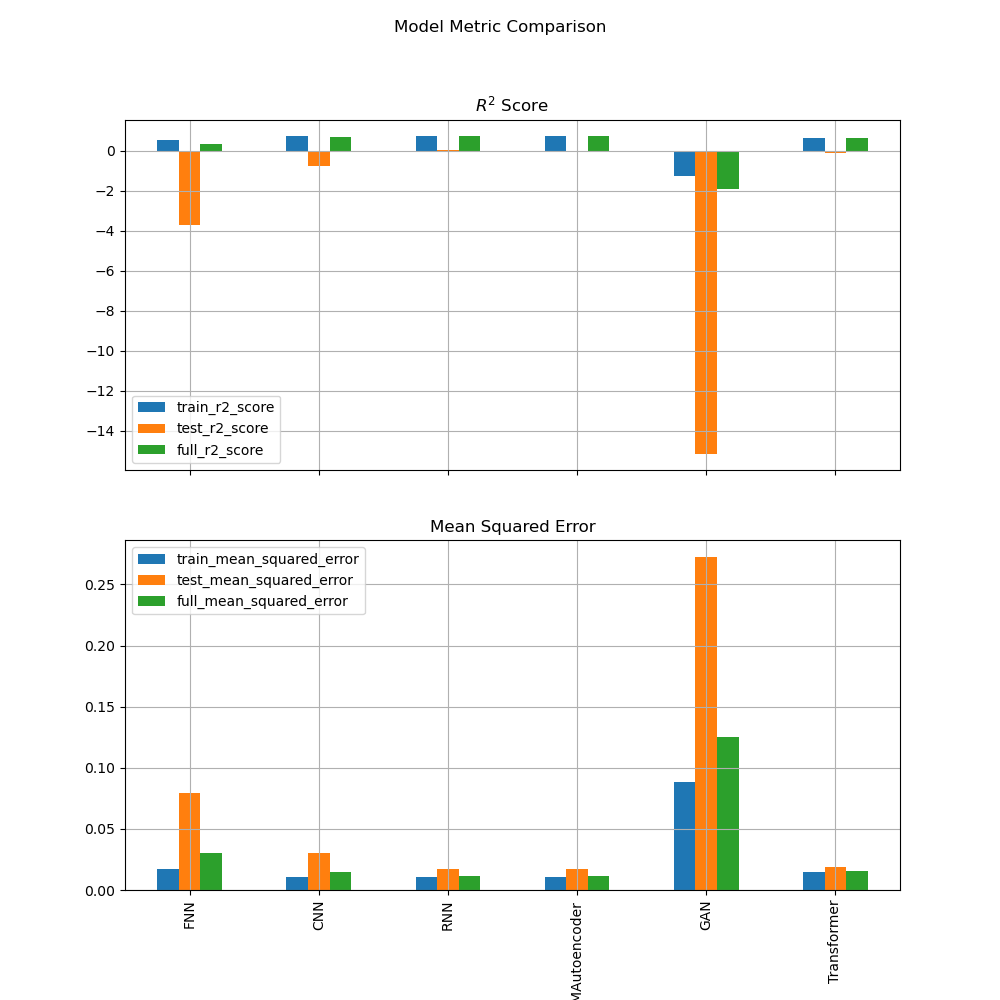 Model Metric Comparison
R² Score
0
−2
−4
−6
−8
−10
−12
−14
train_r2_score
test_r2_score
full_r2_score
Mean Squared Error
0.25
0.20
0.15
0.10
0.05
0.00
train_mean_squared_error
test_mean_squared_error
full_mean_squared_error
FNN
CNN
RNN
MAutoencoder
GAN
Transformer